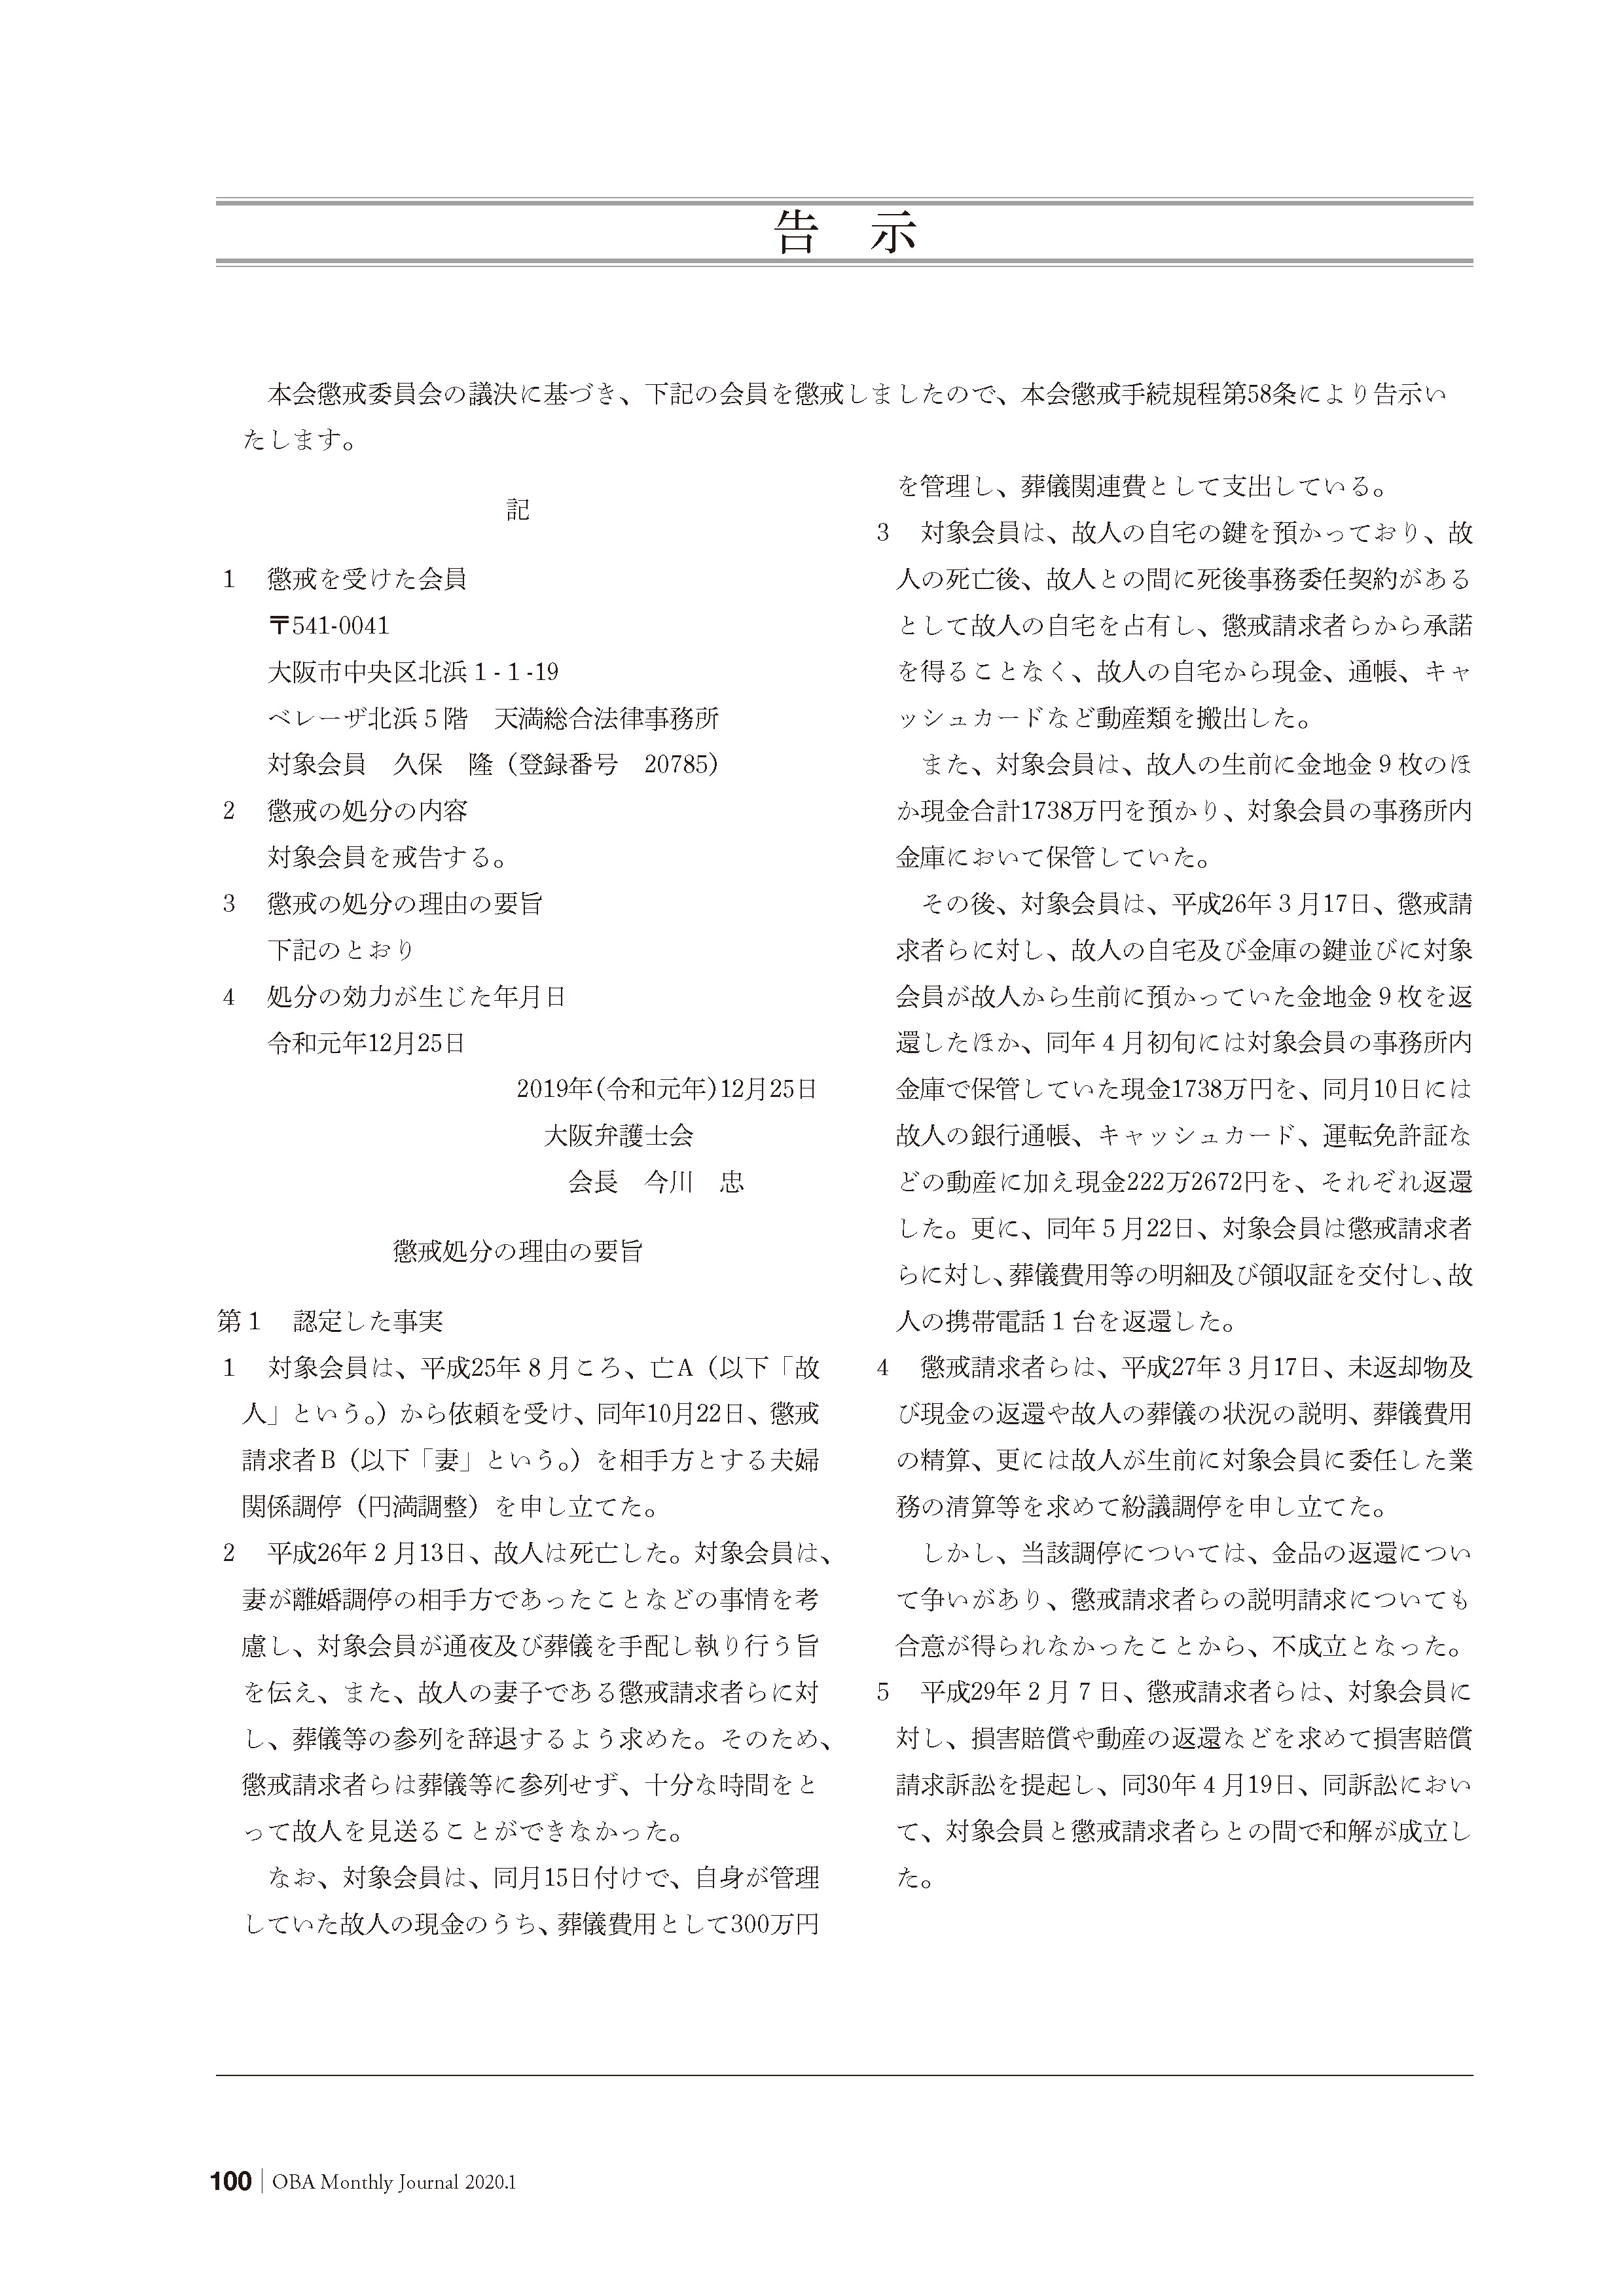 告　示
本会懲戒委員会の議決に基づき、下記の会員を懲戒しましたので、本会懲戒手続規程第58条により告示い
たします。
記
1　懲戒を受けた会員
〒541-0041
大阪市中央区北浜1-1-19
ベレーザ北浜5階　天満総合法律事務所
対象会員　久保　隆（登録番号　20785）
2　懲戒の処分の内容
対象会員を戒告する。
3　懲戒の処分の理由の要旨
下記のとおり
4　処分の効力が生じた年月日
令和元年12月25日
2019年(令和元年)12月25日
大阪弁護士会
会長　今川　忠
懲戒処分の理由の要旨
第1　認定した事実
1　対象会員は、平成25年8月ころ、亡A（以下「故
人」という。）から依頼を受け、同年10月22日、懲戒
請求者B（以下「妻」という。）を相手方とする夫婦
関係調停（円満調整）を申し立てた。
2　平成26年2月13日、故人は死亡した。対象会員は、
妻が離婚調停の相手方であったことなどの事情を考
慮し、対象会員が通夜及び葬儀を手配し執り行う旨
を伝え、また、故人の妻子である懲戒請求者らに対
し、葬儀等の参列を辞退するよう求めた。そのため、
懲戒請求者らは葬儀等に参列せず、十分な時間をと
って故人を見送ることができなかった。
なお、対象会員は、同月15日付けで、自身が管理
していた故人の現金のうち、葬儀費用として300万円
を管理し、葬儀関連費として支出している。
3　対象会員は、故人の自宅の鍵を預かっており、故
人の死亡後、故人との間に死後事務委任契約がある
として故人の自宅を占有し、懲戒請求者らから承諾
を得ることなく、故人の自宅から現金、通帳、キャ
ッシュカードなど動産類を搬出した。
また、対象会員は、故人の生前に金地金9枚のほ
か現金合計1738万円を預かり、対象会員の事務所内
金庫において保管していた。
その後、対象会員は、平成26年3月17日、懲戒請
求者らに対し、故人の自宅及び金庫の鍵並びに対象
会員が故人から生前に預かっていた金地金9枚を返
還したほか、同年4月初旬には対象会員の事務所内
金庫で保管していた現金1738万円を、同月10日には
故人の銀行通帳、キャッシュカード、運転免許証な
どの動産に加え現金222万2672円を、それぞれ返還
した。更に、同年5月22日、対象会員は懲戒請求者
らに対し、葬儀費用等の明細及び領収証を交付し、故
人の携帯電話1台を返還した。
4　懲戒請求者らは、平成27年3月17日、未返却物及
び現金の返還や故人の葬儀の状況の説明、葬儀費用
の精算、更には故人が生前に対象会員に委任した業
務の清算等を求めて紛議調停を申し立てた。
しかし、当該調停については、金品の返還につい
て争いがあり、懲戒請求者らの説明請求についても
合意が得られなかったことから、不成立となった。
5　平成29年2月7日、懲戒請求者らは、対象会員に
対し、損害賠償や動産の返還などを求めて損害賠償
請求訴訟を提起し、同30年4月19日、同訴訟におい
て、対象会員と懲戒請求者らとの間で和解が成立し
た。
100 | OBA Monthly Journal 2020.1